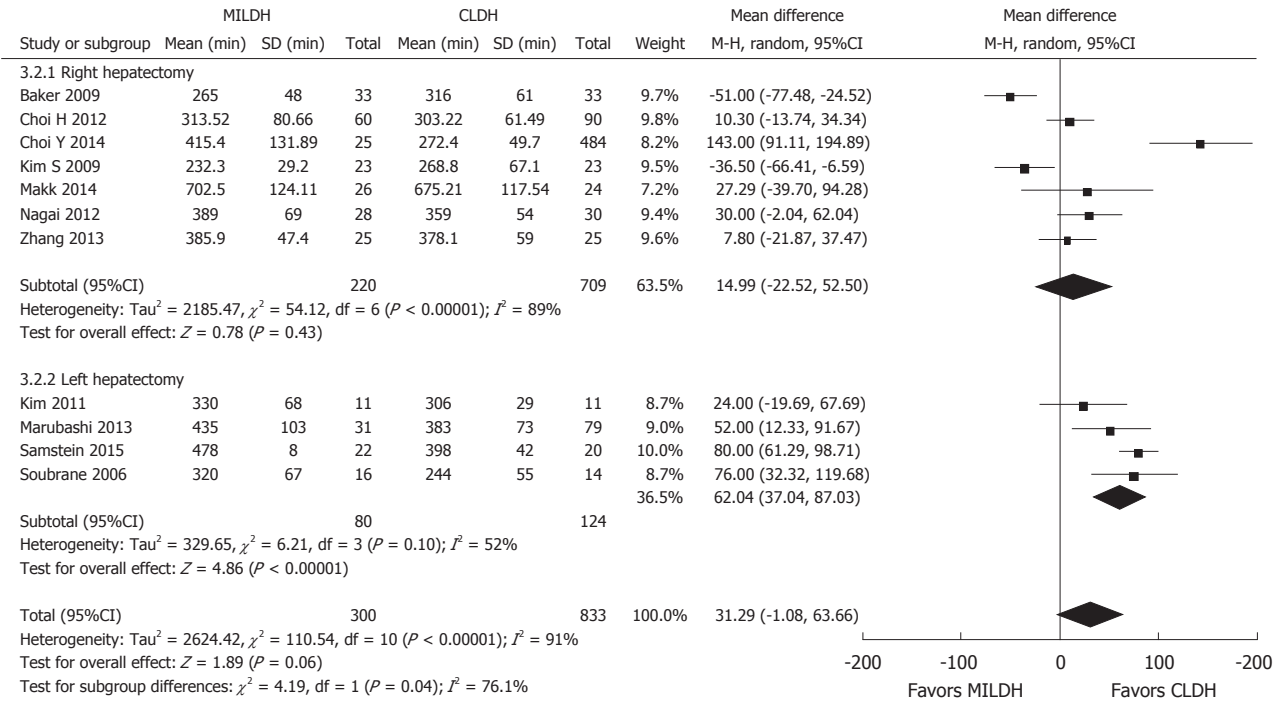 MILDH CLDH Mean difference Mean difference
Study or subgroup Mean (min) SD (min) Total Mean (min) SD (min) Total Weight M-H, random, 95%CI M-H, random, 95%CI
3.2.1 Right hepatectomy
Baker 2009 265 48 33 316 61 33 9.7% -51.00 (-77.48, -24.52)
Choi H 2012 313.52 80.66 60 303.22 61.49 90 9.8% 10.30 (-13.74, 34.34)
Choi Y 2014 415.4 131.89 25 272.4 49.7 484 8.2% 143.00 (91.11, 194.89)
Kim S 2009 232.3 29.2 23 268.8 67.1 23 9.5% -36.50 (-66.41, -6.59)
Makk 2014 702.5 124.11 26 675.21 117.54 24 7.2% 27.29 (-39.70, 94.28)
Nagai 2012 389 69 28 359 54 30 9.4% 30.00 (-2.04, 62.04)
Zhang 2013 385.9 47.4 25 378.1 59 25 9.6% 7.80 (-21.87, 37.47)
Subtotal (95%CI) 220 709 63.5% 14.99 (-22.52, 52.50)
Heterogeneity: Tau² = 2185.47, χ² = 54.12, df = 6 (P < 0.00001); I² = 89%
Test for overall effect: Z = 0.78 (P = 0.43)
3.2.2 Left hepatectomy
Kim 2011 330 68 11 306 29 11 8.7% 24.00 (-19.69, 67.69)
Marubashi 2013 435 103 31 383 73 79 9.0% 52.00 (12.33, 91.67)
Samstein 2015 478 8 22 398 42 20 10.0% 80.00 (61.29, 98.71)
Soubrane 2006 320 67 16 244 55 14 8.7% 76.00 (32.32, 119.68)
36.5% 62.04 (37.04, 87.03)
Subtotal (95%CI) 80 124
Heterogeneity: Tau² = 329.65, χ² = 6.21, df = 3 (P = 0.10); I² = 52%
Test for overall effect: Z = 4.86 (P < 0.00001)
Total (95%CI) 300 833 100.0% 31.29 (-1.08, 63.66)
Heterogeneity: Tau² = 2624.42, χ² = 110.54, df = 10 (P < 0.00001); I² = 91%
Test for overall effect: Z = 1.89 (P = 0.06)
Test for subgroup differences: χ² = 4.19, df = 1 (P = 0.04); I² = 76.1%
-200 -100 0 100 -200
Favors MILDH Favors CLDH